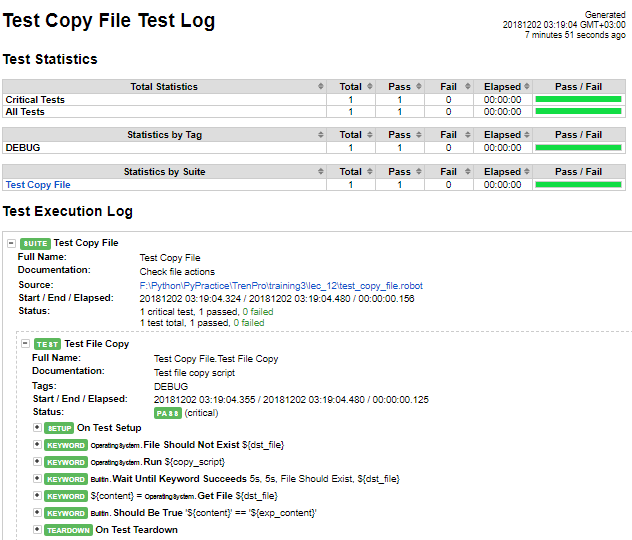 Test Copy File Test Log
Generated
20181202 03:19:04 GMT+03:00
7 minutes 51 seconds ago
Test Statistics
Total Statistics Total Pass Fail Elapsed Pass / Fail
Critical Tests 1 1 0 00:00:00
All Tests 1 1 0 00:00:00
Statistics by Tag Total Pass Fail Elapsed Pass / Fail
DEBUG 1 1 0 00:00:00
Statistics by Suite Total Pass Fail Elapsed Pass / Fail
Test Copy File 1 1 0 00:00:00
Test Execution Log
SUITE Test Copy File
Full Name: Test Copy File
Documentation: Check file actions
Source: F:\Python\PyPractice\TrenPro\training3\lec_12\test_copy_file.robot
Start / End / Elapsed: 20181202 03:19:04.324 / 20181202 03:19:04.480 / 00:00:00.156
Status: 1 critical test, 1 passed, 0 failed
1 test total, 1 passed, 0 failed
TEST Test File Copy
Full Name: Test Copy File.Test File Copy
Documentation: Test file copy script
Tags: DEBUG
Start / End / Elapsed: 20181202 03:19:04.355 / 20181202 03:19:04.480 / 00:00:00.125
Status: PASS (critical)
SETUP On Test Setup
KEYWORD OperatingSystem. File Should Not Exist ${dst_file}
KEYWORD OperatingSystem. Run ${copy_script}
KEYWORD BuiltIn. Wait Until Keyword Succeeds 5s, 5s, File Should Exist, ${dst_file}
KEYWORD ${content} = OperatingSystem. Get File ${dst_file}
KEYWORD BuiltIn. Should Be True '${content}' == '${exp_content}'
TEARDOWN On Test Teardown